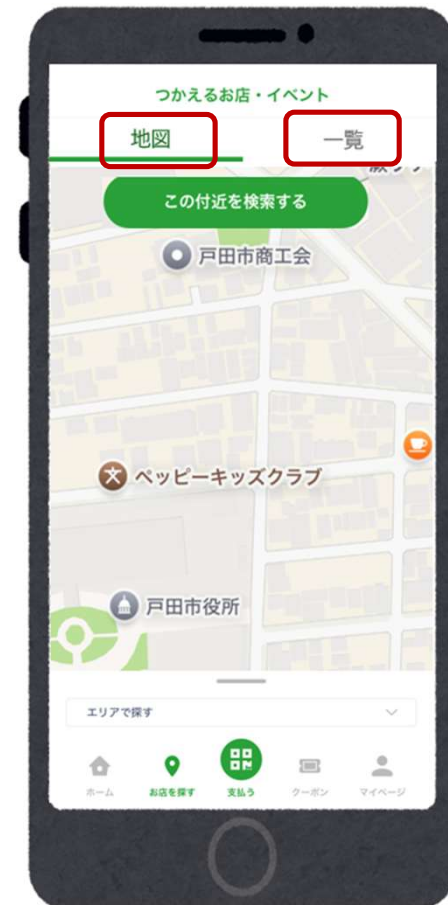 つかえるお店・イベント
地図
一覧
この付近を検索する
戸田市商工会
ペッピーキッズクラブ
戸田市役所
エリアで探す
ホーム
お店を探す
支払う
クーポン
マイページ